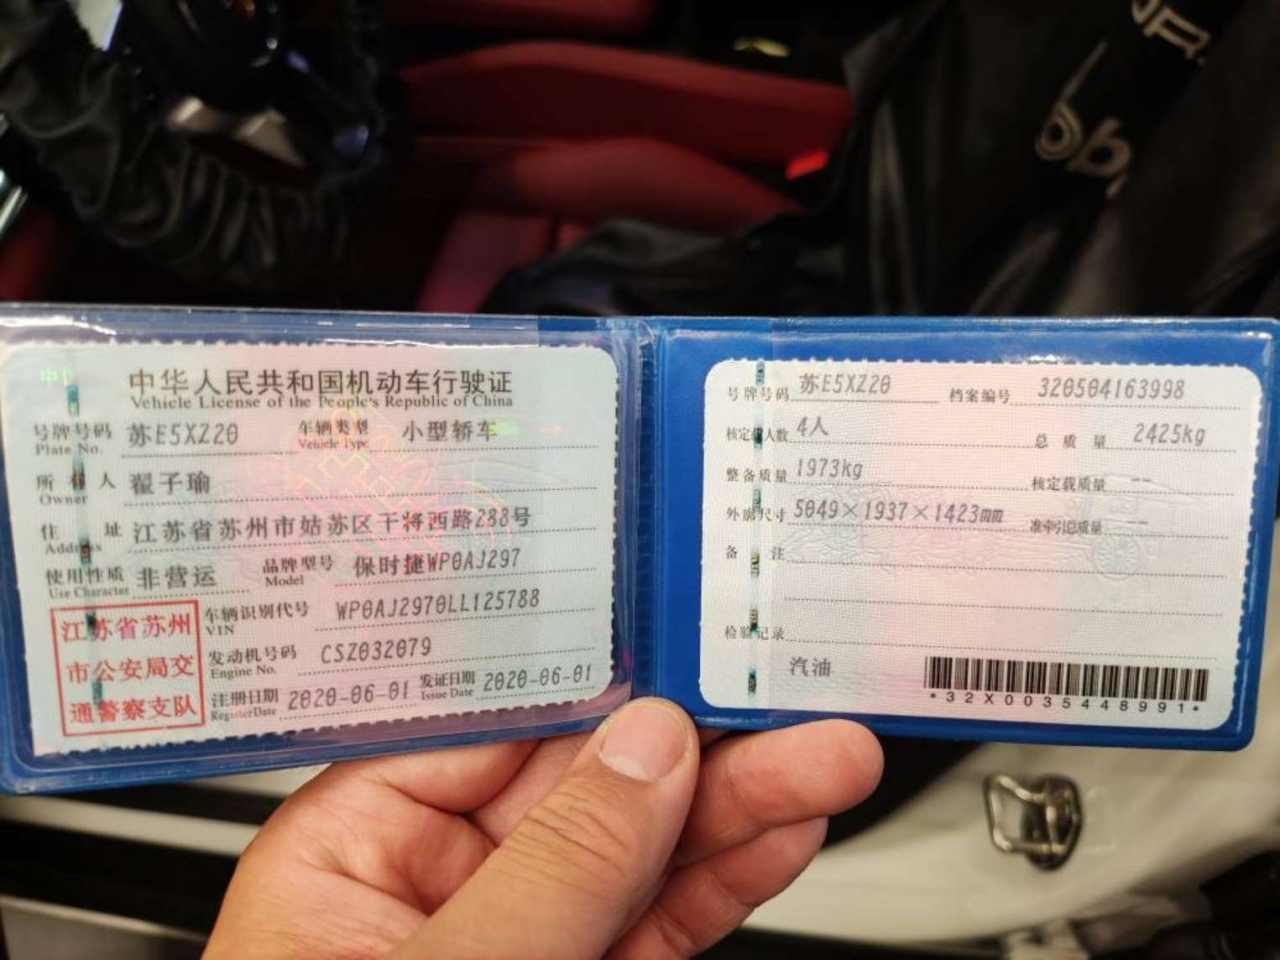 中华人民共和国机动车行驶证
Vehicle License of the People's Republic of China
号牌号码 苏E5XZ20 车辆类型 小型轿车
Plate No. Vehicle Type
所有人 翟子瑜
Owner
住址 江苏省苏州市姑苏区干将西路288号
Address
使用性质 非营运 品牌型号 保时捷WP0AJ297
Use Character Model
江苏省苏州
市公安局交
通警察支队
车辆识别代号 WP0AJ2970LL125788
VIN
发动机号码 CSZ032079
Engine No.
注册日期 2020-06-01 发证日期 2020-06-01
Register Date Issue Date
号牌号码 苏E5XZ20 档案编号 320504163998
核定载人数 4人 总质量 2425kg
整备质量 1973kg 核定载质量 --
外廓尺寸 5049×1937×1423mm 准牵引总质量 --
备注
检验记录
汽油
*32X0035448991*